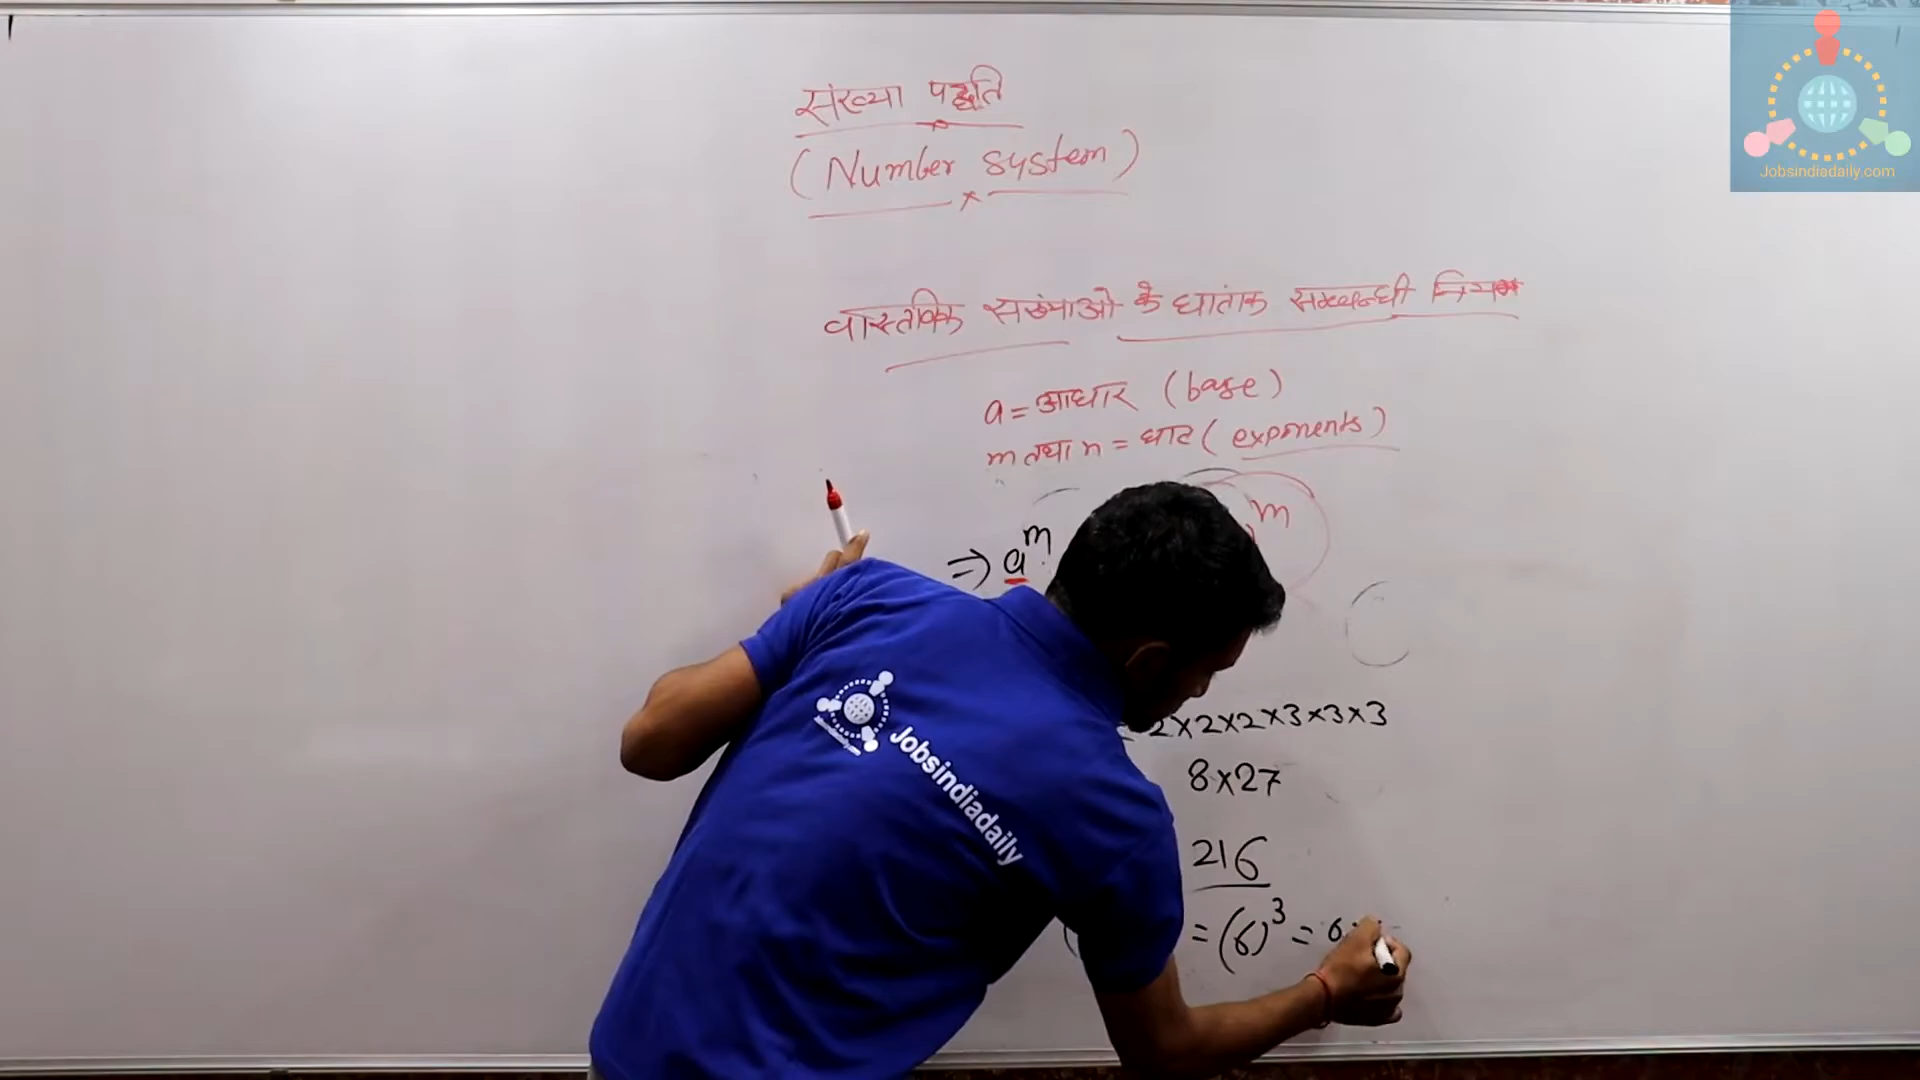 संख्या पद्धति
(Number system)
वास्तविक सख्ंयाओ के घातांक सम्बन्धी नियम
a = आधार (base)
m तथा n = घात (exponents)
⇒ a^m
m
2×2×2×3×3×3
8×27
216
= (6)^3 = 6
Jobsindiadaily
Jobsindiadaily.com